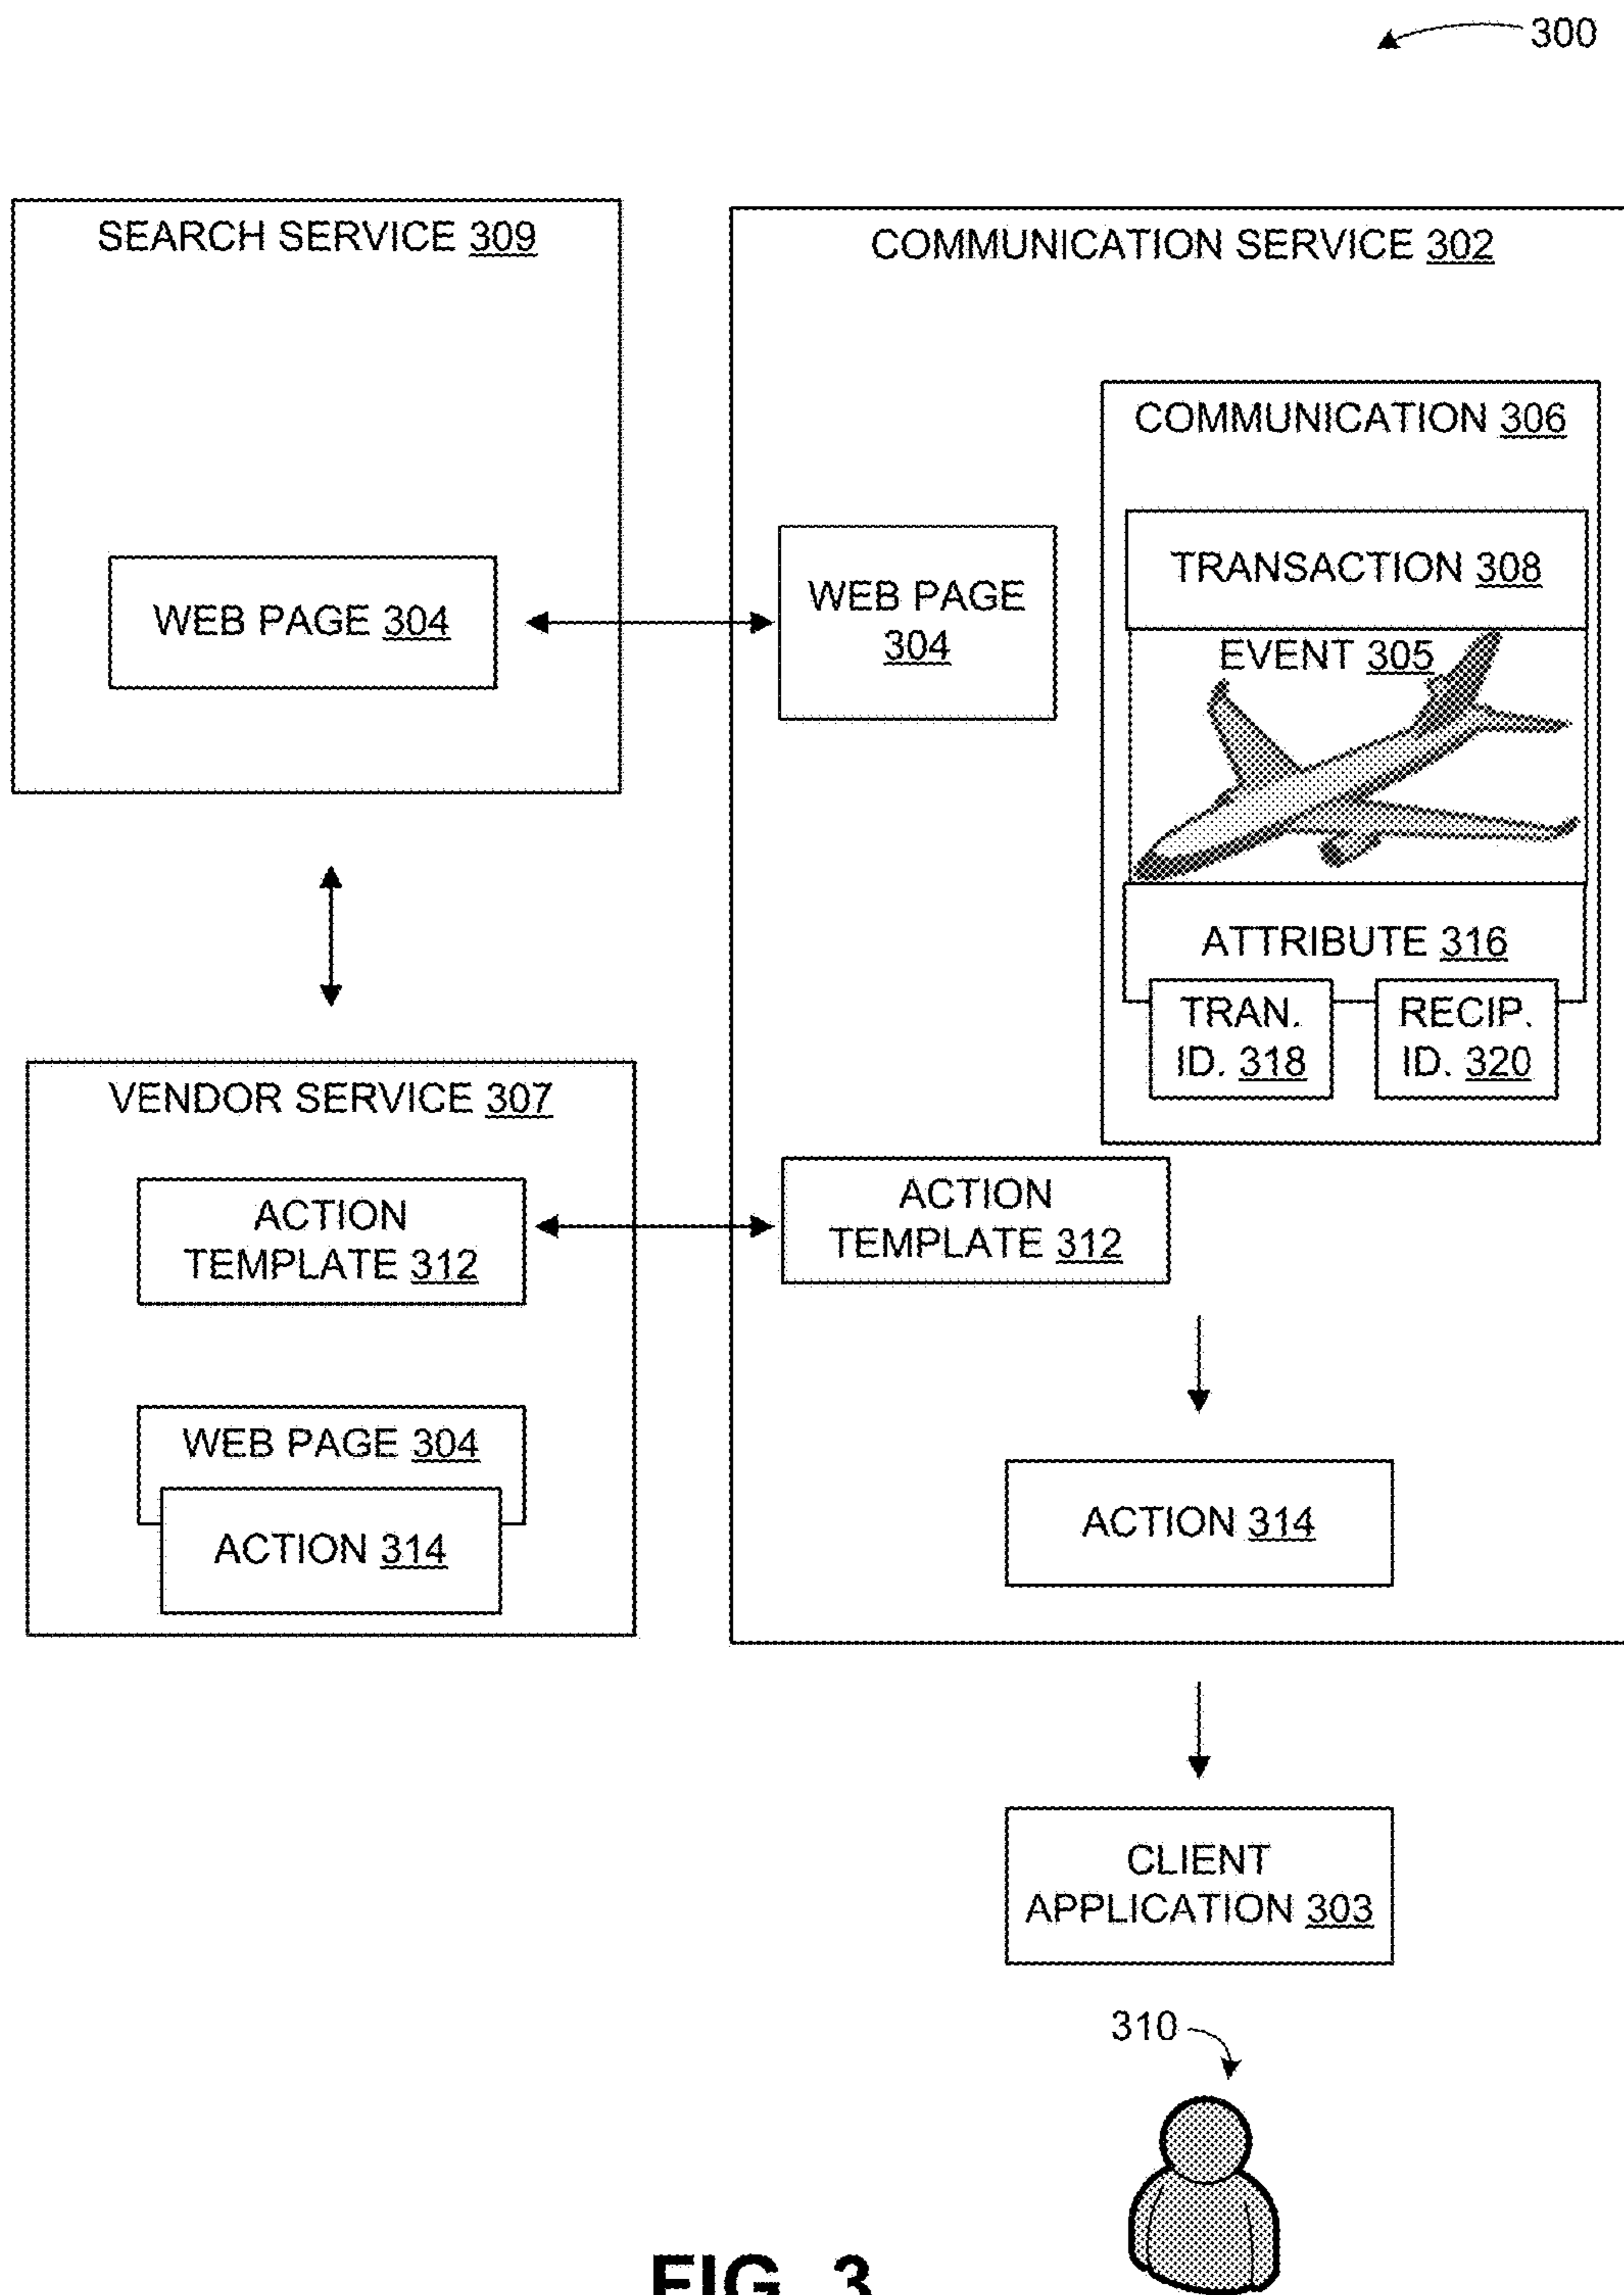 300
SEARCH SERVICE 309
WEB PAGE 304
COMMUNICATION SERVICE 302
WEB PAGE
304
COMMUNICATION 306
TRANSACTION 308
EVENT 305
ATTRIBUTE 316
TRAN.
ID. 318
RECIP.
ID. 320
VENDOR SERVICE 307
ACTION
TEMPLATE 312
WEB PAGE 304
ACTION 314
ACTION
TEMPLATE 312
ACTION 314
CLIENT
APPLICATION 303
310
FIG. 3